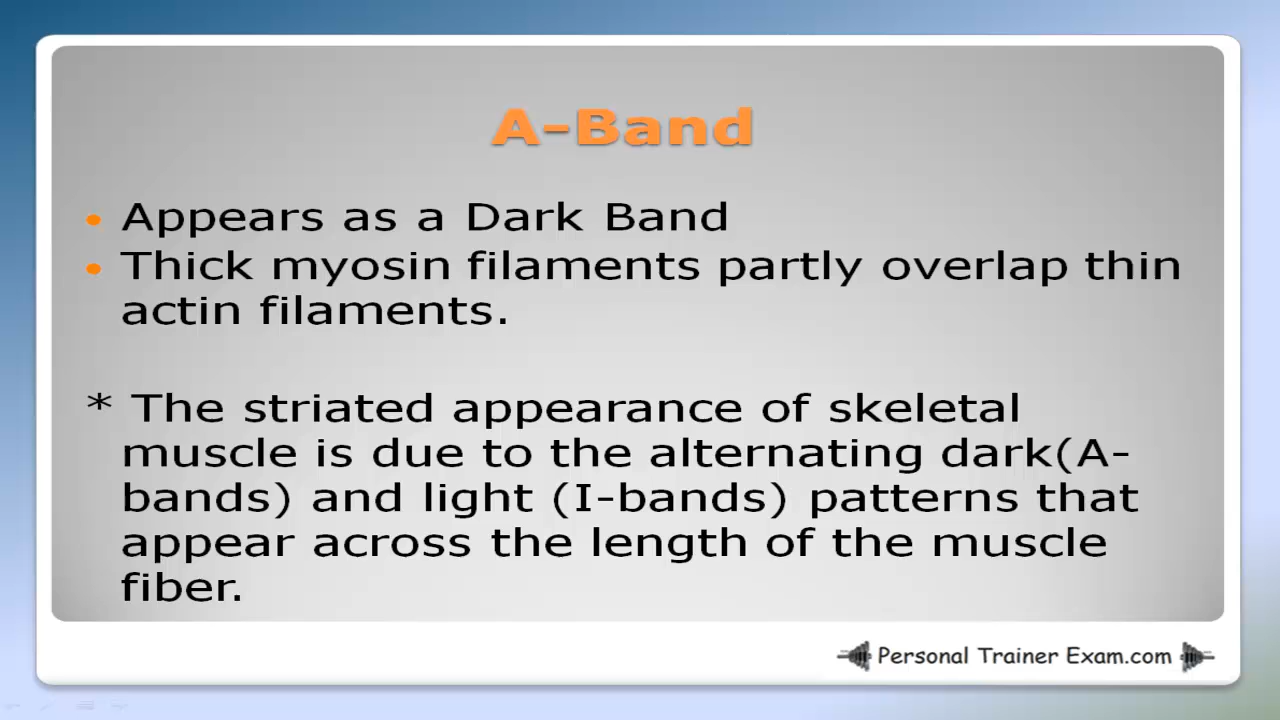 A-Band
• Appears as a Dark Band
• Thick myosin filaments partly overlap thin
actin filaments.
* The striated appearance of skeletal
muscle is due to the alternating dark(A-
bands) and light (I-bands) patterns that
appear across the length of the muscle
fiber.
Personal Trainer Exam.com